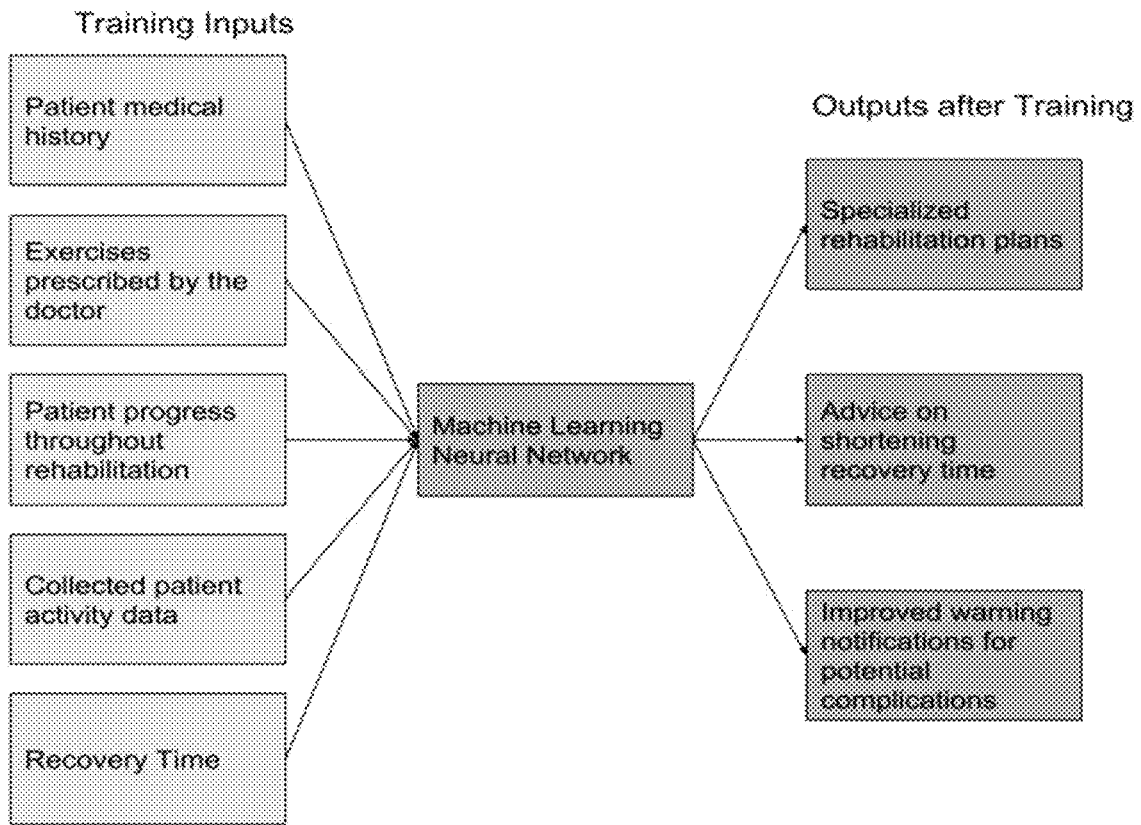 Training Inputs
Patient medical
history
Exercises
prescribed by the
doctor
Patient progress
throughout
rehabilitation
Collected patient
activity data
Recovery Time
Machine Learning
Neural Network
Outputs after Training
Specialized
rehabilitation plans
Advice on
shortening
recovery time
Improved warning
notifications for
potential
complications